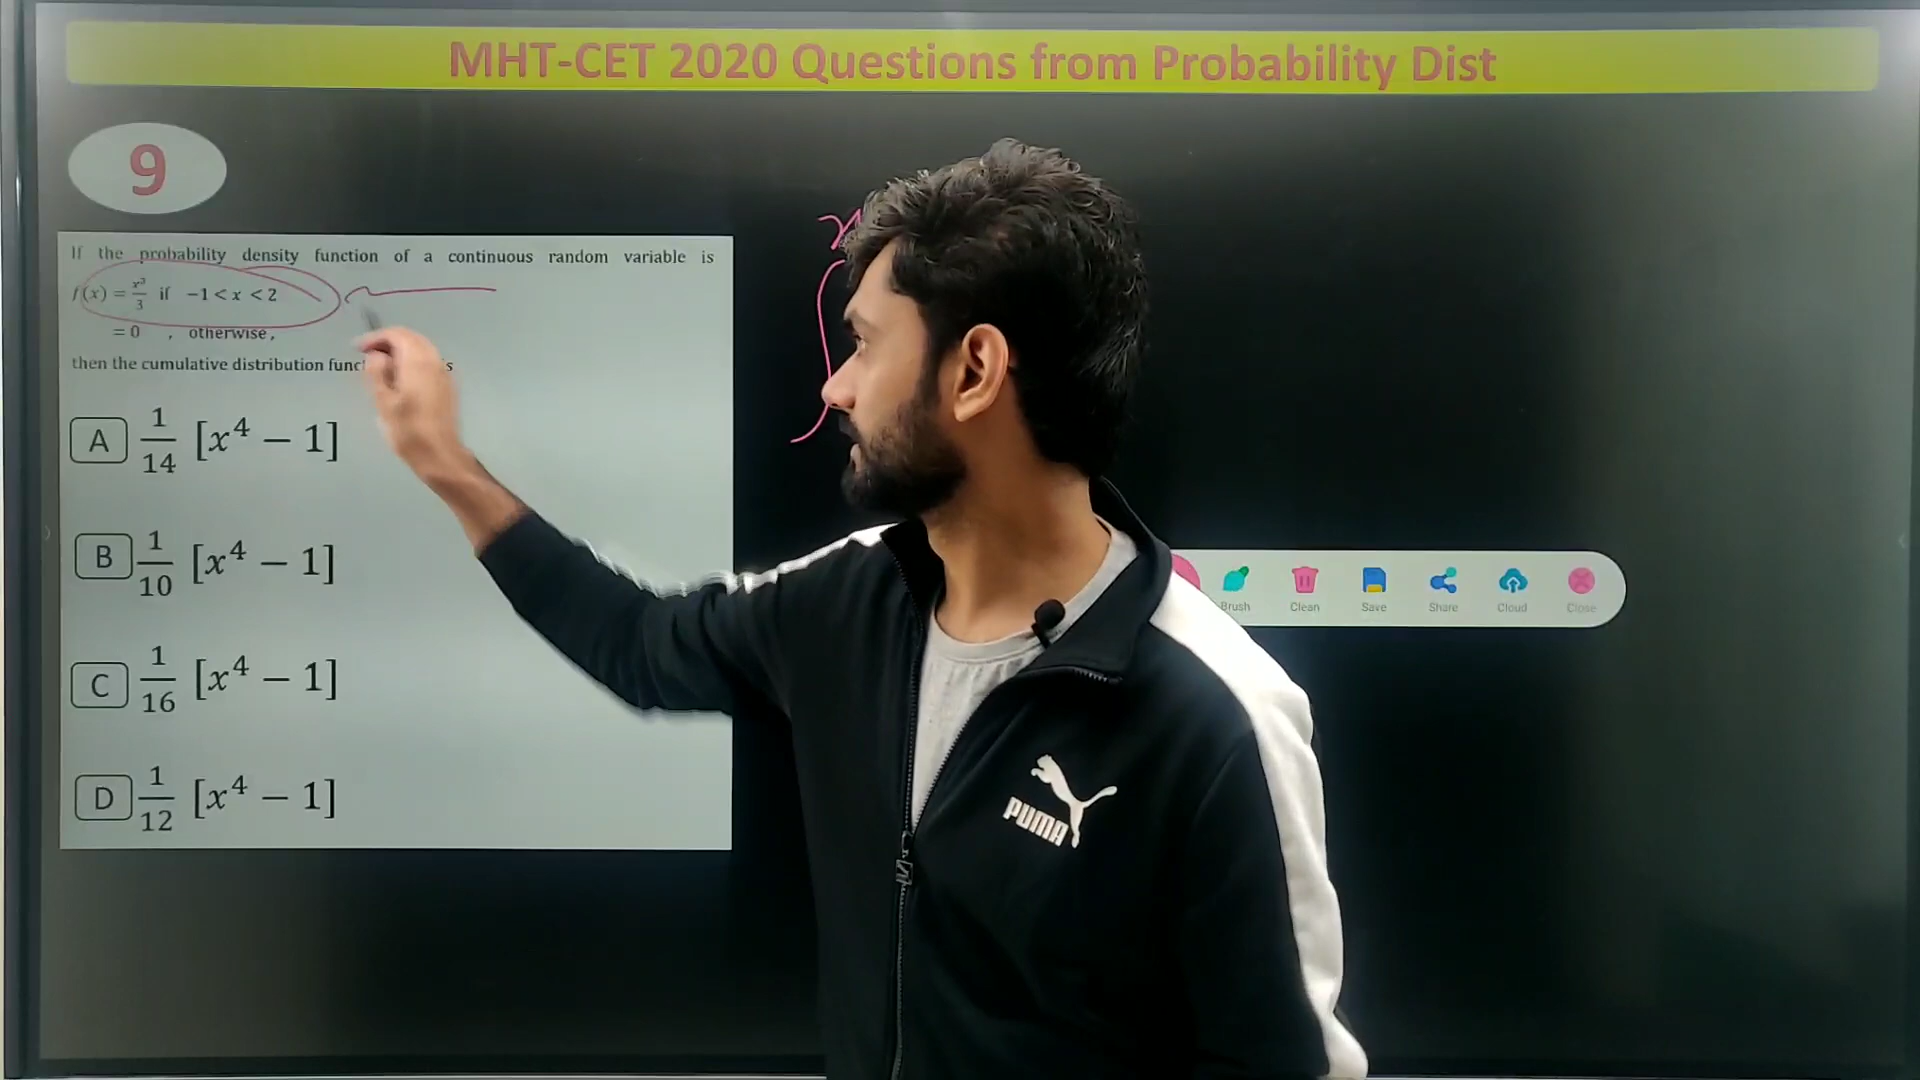 MHT-CET 2020 Questions from Probability Dist
9
If the probability density function of a continuous random variable is
f(x) = x³/3 if -1 < x < 2
= 0 , otherwise,
then the cumulative distribution
A 1/14 [x⁴ − 1]
B 1/10 [x⁴ − 1]
C 1/16 [x⁴ − 1]
D 1/12 [x⁴ − 1]
Brush Clean Save Share Cloud Close
PUMA